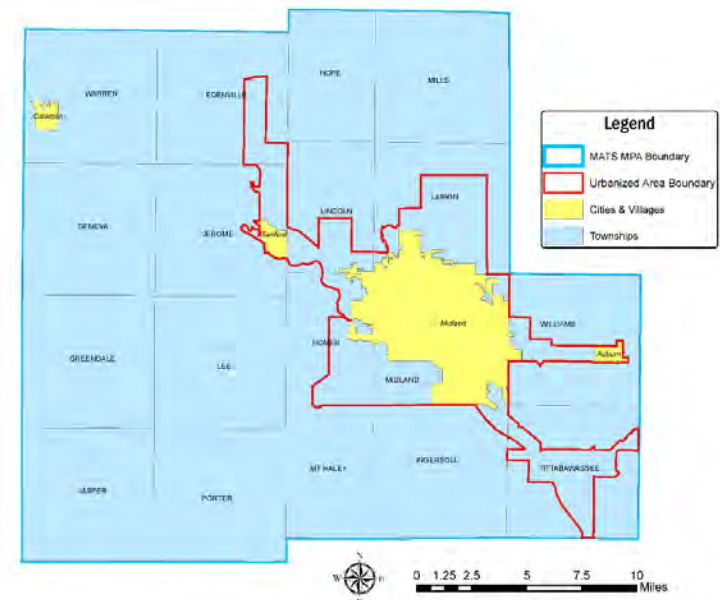 HOPE
MILLS
WARREN
EDENVILLE
Coleman
Legend
MATS MPA Boundary
Urbanized Area Boundary
Cities & Villages
Townships
LARKIN
LINCOLN
GENEVA
JEROME
Sanford
Midland
WILLIAMS
HOMER
Auburn
GREENDALE
LEE
MIDLAND
MT HALEY
INGERSOLL
TITTABAWASSEE
JASPER
PORTER
N
W
E
S
0 1.25 2.5 5 7.5 10
Miles